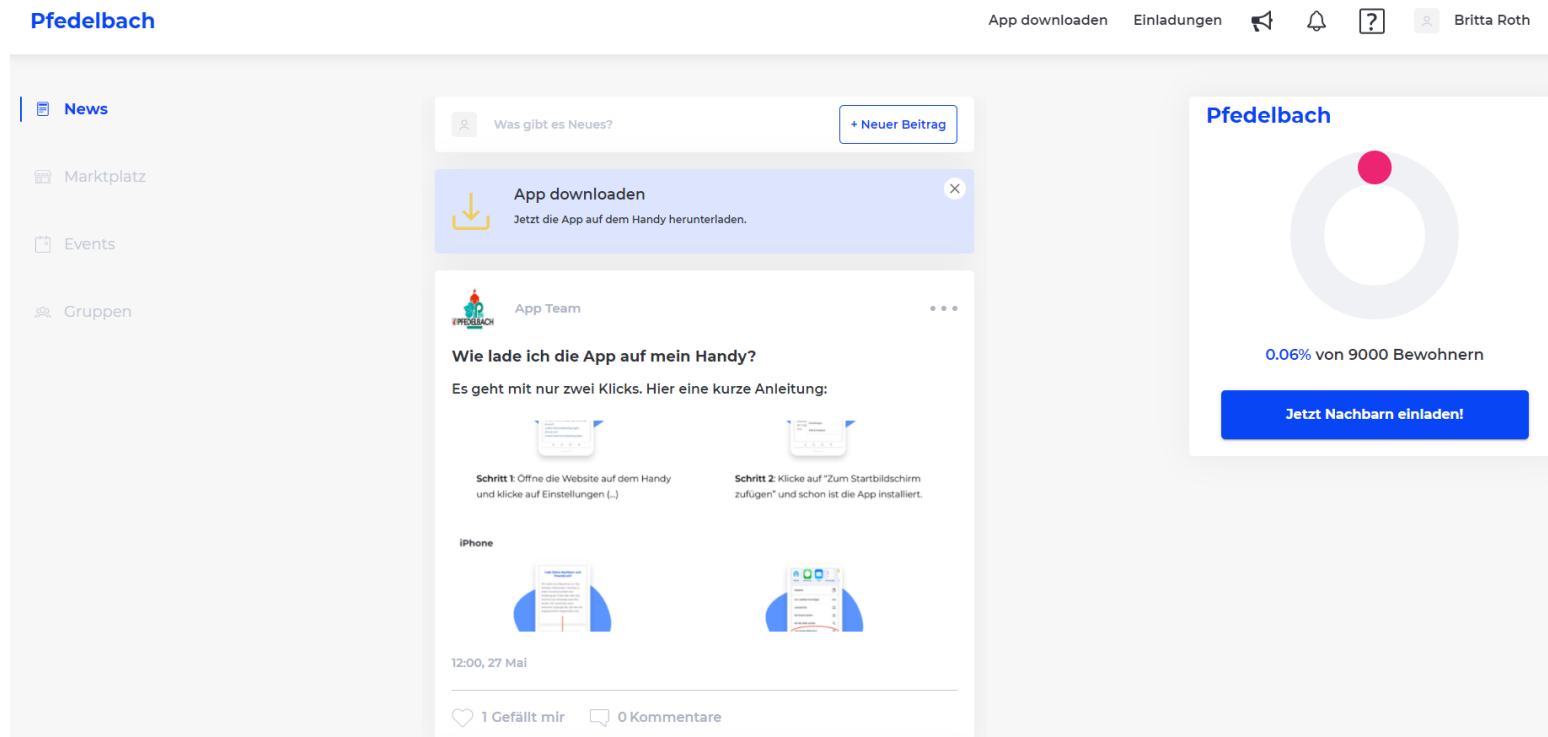 Pfedelbach
App downloaden
Einladungen
Britta Roth
News
Marktplatz
Events
Gruppen
Was gibt es Neues?
+ Neuer Beitrag
App downloaden
Jetzt die App auf dem Handy herunterladen.
PFEDELBACH
App Team
Wie lade ich die App auf mein Handy?
Es geht mit nur zwei Klicks. Hier eine kurze Anleitung:
Schritt 1: Öffne die Website auf dem Handy
und klicke auf Einstellungen (...)
Schritt 2: Klicke auf "Zum Startbildschirm
zufügen" und schon ist die App installiert.
iPhone
12:00, 27 Mai
1 Gefällt mir
0 Kommentare
Pfedelbach
0.06% von 9000 Bewohnern
Jetzt Nachbarn einladen!